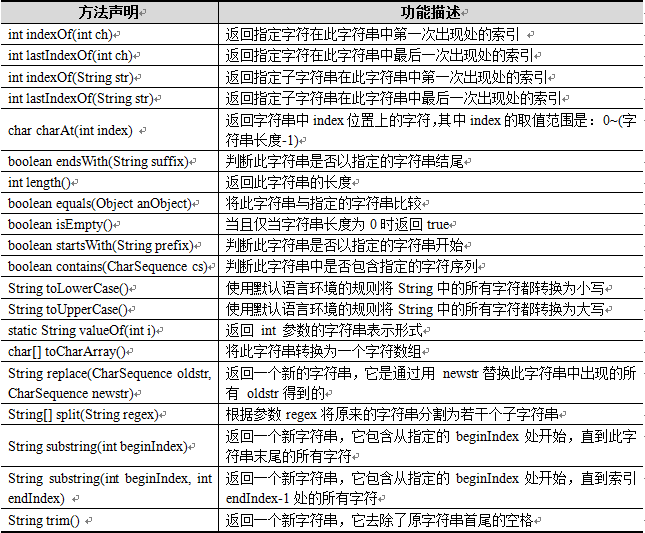 方法声明 功能描述
int indexOf(int ch) 返回指定字符在此字符串中第一次出现处的索引
int lastIndexOf(int ch) 返回指定字符在此字符串中最后一次出现处的索引
int indexOf(String str) 返回指定子字符串在此字符串中第一次出现处的索引
int lastIndexOf(String str) 返回指定子字符串在此字符串中最后一次出现处的索引
char charAt(int index) 返回字符串中 index 位置上的字符，其中 index 的取值范围是：0~(字
符串长度-1)
boolean endsWith(String suffix) 判断此字符串是否以指定的字符串结尾
int length() 返回此字符串的长度
boolean equals(Object anObject) 将此字符串与指定的字符串比较
boolean isEmpty() 当且仅当字符串长度为 0 时返回 true
boolean startsWith(String prefix) 判断此字符串是否以指定的字符串开始
boolean contains(CharSequence cs) 判断此字符串中是否包含指定的字符序列
String toLowerCase() 使用默认语言环境的规则将 String 中的所有字符都转换为小写
String toUpperCase() 使用默认语言环境的规则将 String 中的所有字符都转换为大写
static String valueOf(int i) 返回 int 参数的字符串表示形式
char[] toCharArray() 将此字符串转换为一个字符数组
String replace(CharSequence oldstr, 返回一个新的字符串，它是通过用 newstr 替换此字符串中出现的所
CharSequence newstr) 有 oldstr 得到的
String[] split(String regex) 根据参数 regex 将原来的字符串分割为若干个子字符串
String substring(int beginIndex) 返回一个新字符串，它包含从指定的 beginIndex 处开始，直到此字
符串末尾的所有字符
String substring(int beginIndex, int 返回一个新字符串，它包含从指定的 beginIndex 处开始，直到索引
endIndex) endIndex-1 处的所有字符
String trim() 返回一个新字符串，它去除了原字符串首尾的空格